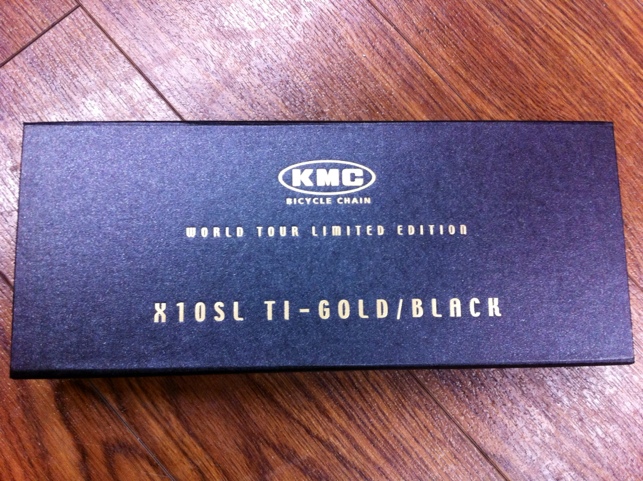 KMC
BICYCLE CHAIN
WORLD TOUR LIMITED EDITION
X10SL TI-GOLD/BLACK